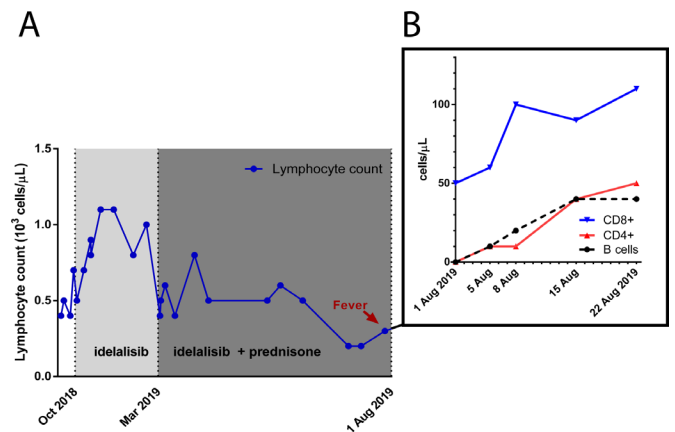 A
B
Lymphocyte count (10³ cells/µL)
1.5
1.0
0.5
0.0
Lymphocyte count
Fever
idelalisib
idelalisib + prednisone
Oct 2018
Mar 2019
1 Aug 2019
cells/µL
100
50
0
CD8+
CD4+
B cells
1 Aug 2019
5 Aug
8 Aug
15 Aug
22 Aug 2019